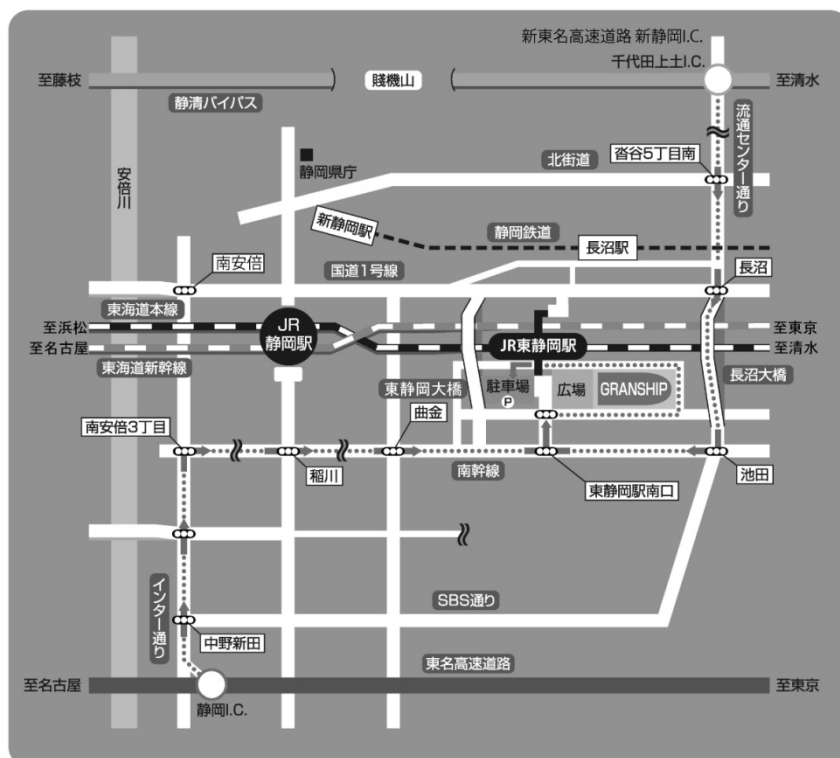 新東名高速道路 新静岡I.C.
千代田上土I.C.
至藤枝
賤機山
至清水
静清バイパス
流通センター通り
沓谷5丁目南
北街道
静岡県庁
安倍川
新静岡駅
静岡鉄道
長沼駅
南安倍
国道1号線
長沼
東海道本線
至浜松
JR
静岡駅
至東京
至名古屋
JR東静岡駅
至清水
東海道新幹線
東静岡大橋
駐車場
P
広場
GRANSHIP
長沼大橋
南安倍3丁目
曲金
稲川
南幹線
東静岡駅南口
池田
インター通り
SBS通り
中野新田
東名高速道路
至名古屋
至東京
静岡I.C.